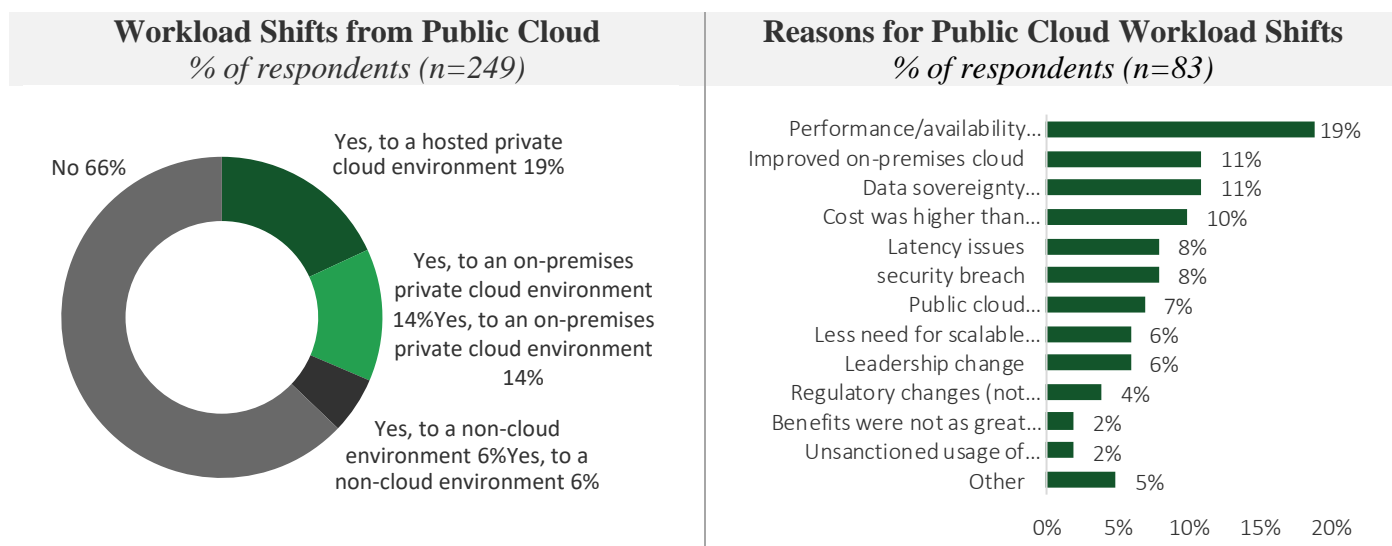 Workload Shifts from Public Cloud
% of respondents (n=249)
No 66%
Yes, to a hosted private
cloud environment 19%
Yes, to an on-premises
private cloud environment
14%Yes, to an on-premises
private cloud environment
14%
Yes, to a non-cloud
environment 6%Yes, to a
non-cloud environment 6%
Reasons for Public Cloud Workload Shifts
% of respondents (n=83)
Performance/availability... 19%
Improved on-premises cloud 11%
Data sovereignty... 11%
Cost was higher than... 10%
Latency issues 8%
security breach 8%
Public cloud... 7%
Less need for scalable... 6%
Leadership change 6%
Regulatory changes (not... 4%
Benefits were not as great... 2%
Unsanctioned usage of... 2%
Other 5%
0% 5% 10% 15% 20%